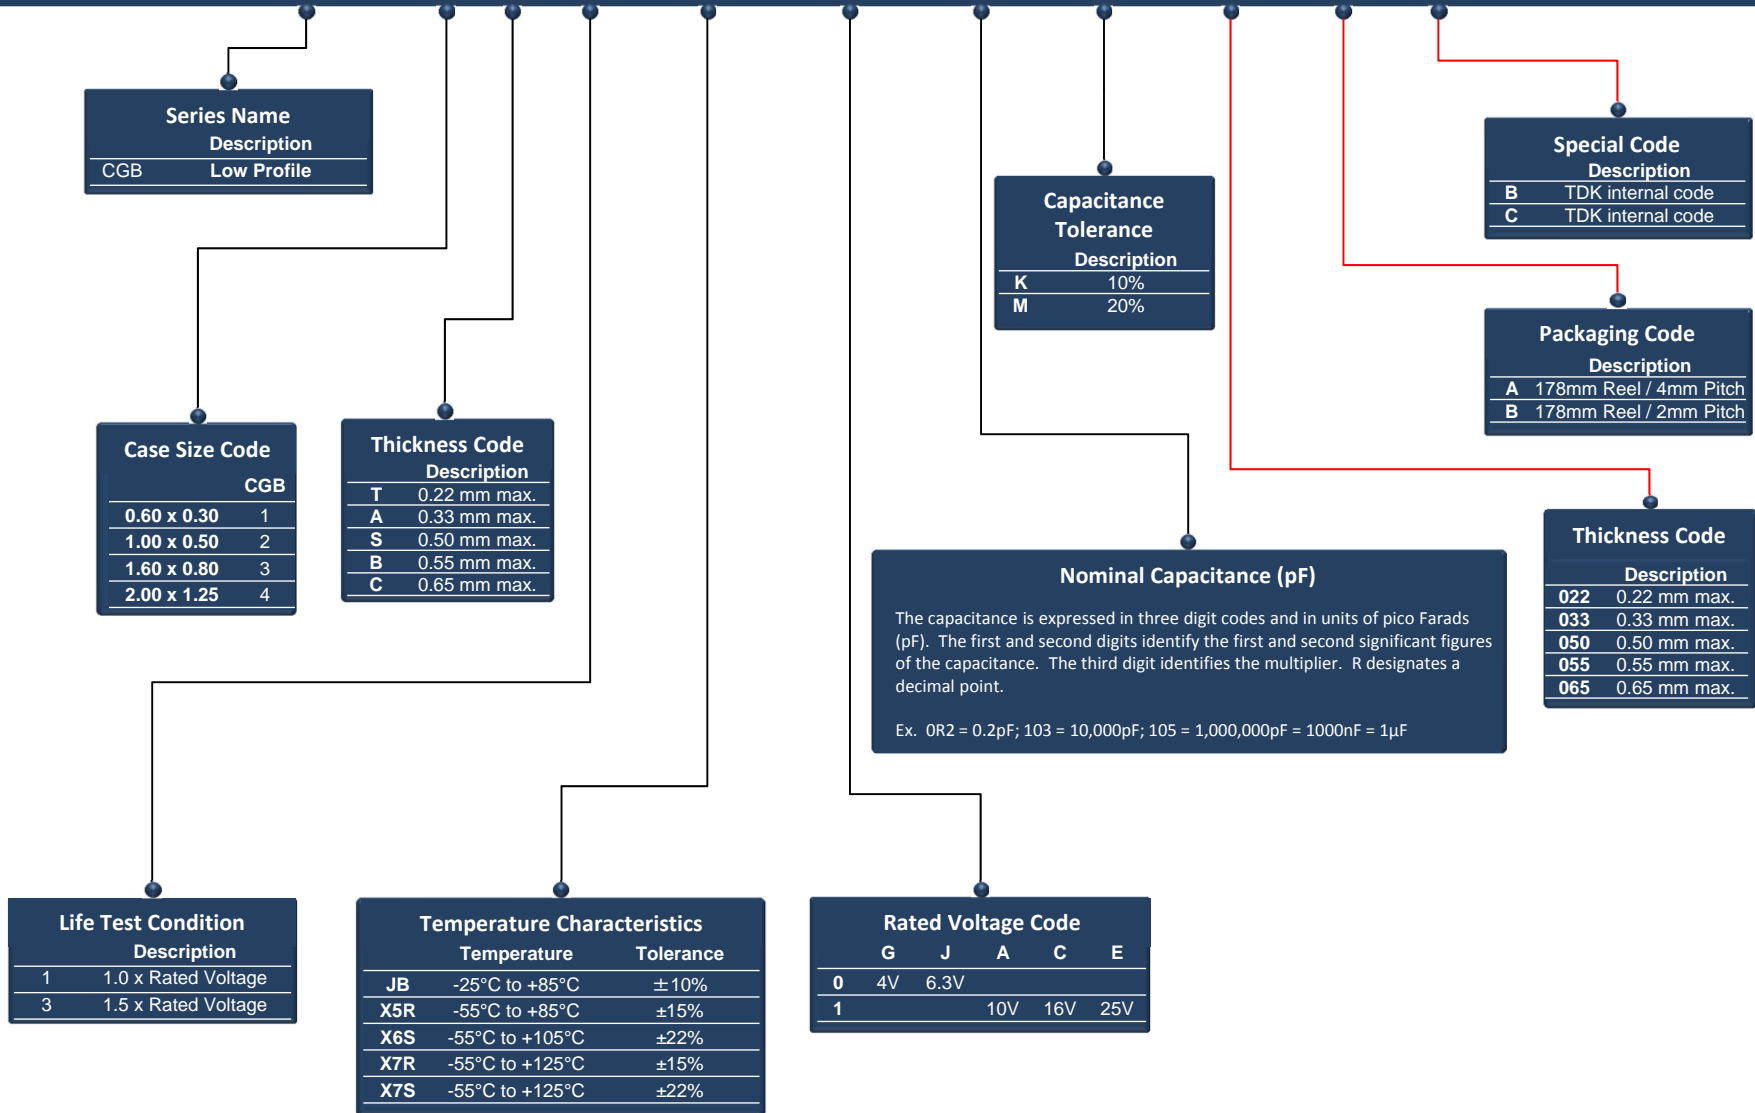 Series Name
Description
CGB Low Profile
Special Code
Description
B TDK internal code
C TDK internal code
Capacitance
Tolerance
Description
K 10%
M 20%
Packaging Code
Description
A 178mm Reel / 4mm Pitch
B 178mm Reel / 2mm Pitch
Case Size Code
CGB
0.60 x 0.30 1
1.00 x 0.50 2
1.60 x 0.80 3
2.00 x 1.25 4
Thickness Code
Description
T 0.22 mm max.
A 0.33 mm max.
S 0.50 mm max.
B 0.55 mm max.
C 0.65 mm max.
Nominal Capacitance (pF)
The capacitance is expressed in three digit codes and in units of pico Farads
(pF). The first and second digits identify the first and second significant figures
of the capacitance. The third digit identifies the multiplier. R designates a
decimal point.
Ex. 0R2 = 0.2pF; 103 = 10,000pF; 105 = 1,000,000pF = 1000nF = 1µF
Thickness Code
Description
022 0.22 mm max.
033 0.33 mm max.
050 0.50 mm max.
055 0.55 mm max.
065 0.65 mm max.
Life Test Condition
Description
1 1.0 x Rated Voltage
3 1.5 x Rated Voltage
Temperature Characteristics
Temperature Tolerance
JB -25°C to +85°C ±10%
X5R -55°C to +85°C ±15%
X6S -55°C to +105°C ±22%
X7R -55°C to +125°C ±15%
X7S -55°C to +125°C ±22%
Rated Voltage Code
G J A C E
0 4V 6.3V
1 10V 16V 25V